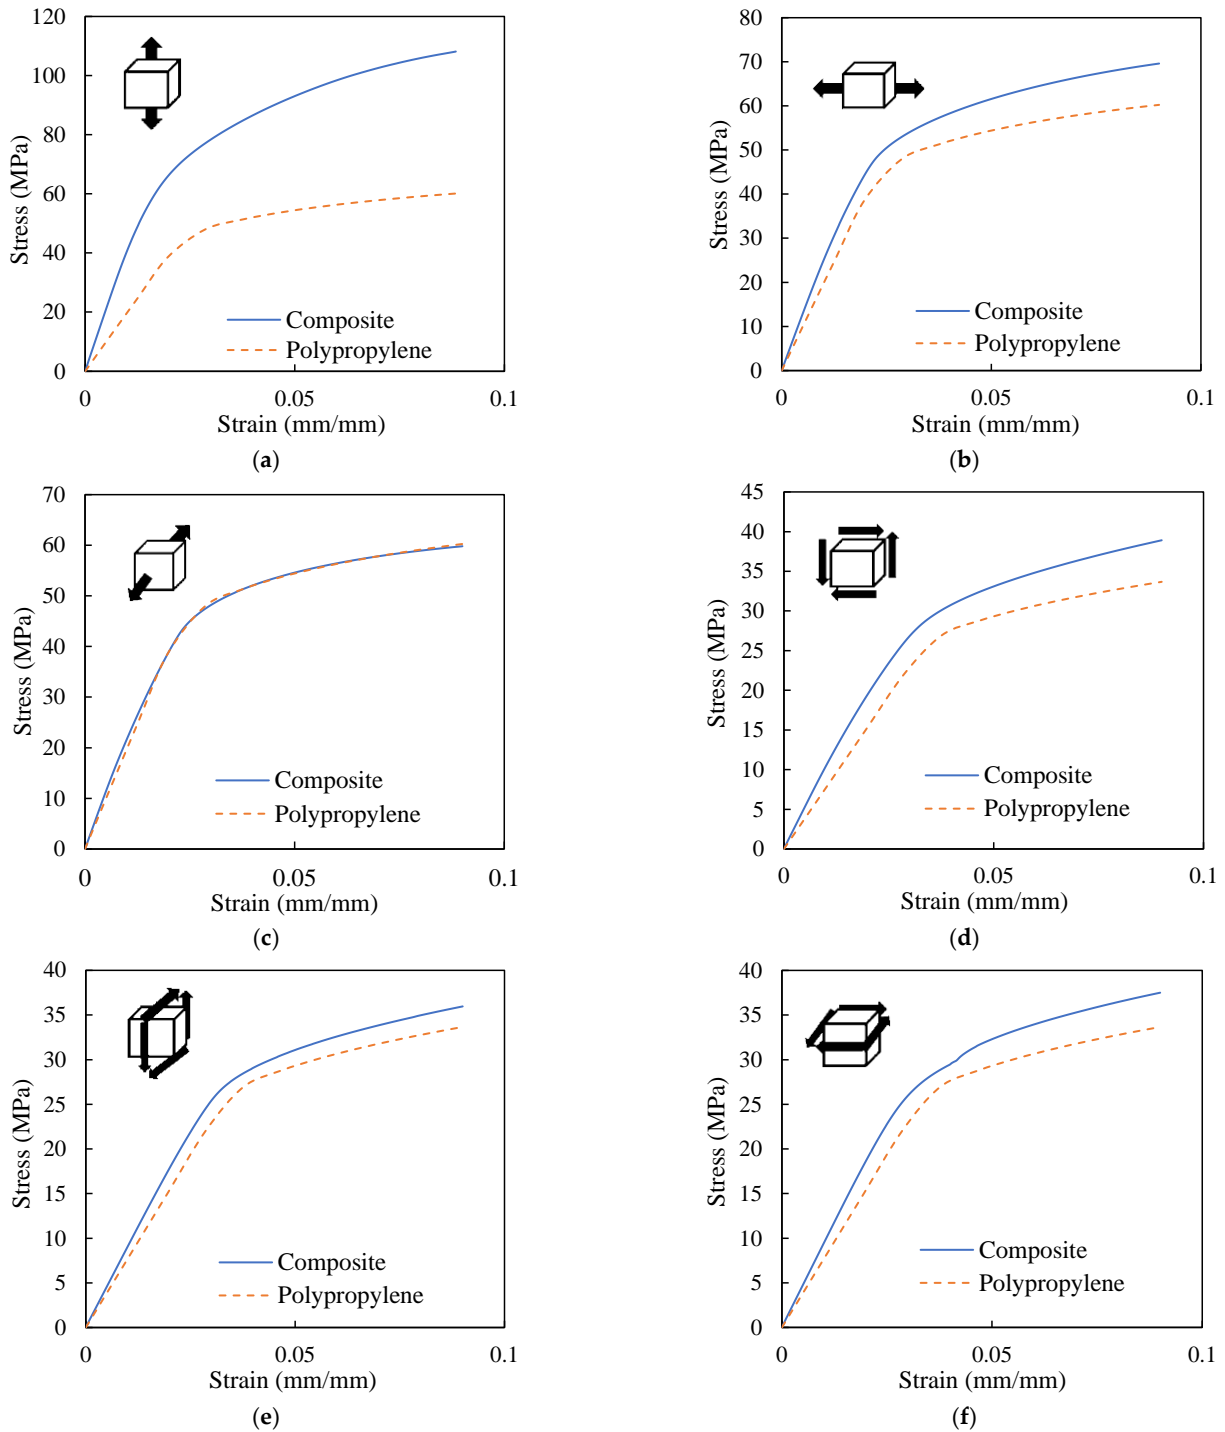 120
100
80
60
40
20
0
Stress (MPa)
Composite
Polypropylene
0 0.05 0.1
Strain (mm/mm)
(a)
80
70
60
50
40
30
20
10
0
Stress (MPa)
Composite
Polypropylene
0 0.05 0.1
Strain (mm/mm)
(b)
70
60
50
40
30
20
10
0
Stress (MPa)
Composite
Polypropylene
0 0.05 0.1
Strain (mm/mm)
(c)
45
40
35
30
25
20
15
10
5
0
Stress (MPa)
Composite
Polypropylene
0 0.05 0.1
Strain (mm/mm)
(d)
40
35
30
25
20
15
10
5
0
Stress (MPa)
Composite
Polypropylene
0 0.05 0.1
Strain (mm/mm)
(e)
40
35
30
25
20
15
10
5
0
Stress (MPa)
Composite
Polypropylene
0 0.05 0.1
Strain (mm/mm)
(f)